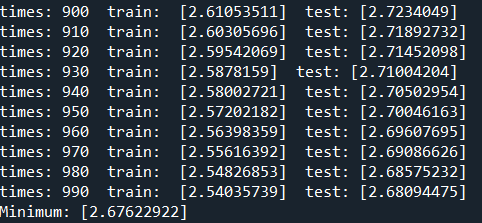 times: 900  train:  [2.61053511]  test: [2.7234049]
times: 910  train:  [2.60305696]  test: [2.71892732]
times: 920  train:  [2.59542069]  test: [2.71452098]
times: 930  train:  [2.5878159]  test: [2.71004204]
times: 940  train:  [2.58002721]  test: [2.70502954]
times: 950  train:  [2.57202182]  test: [2.70046163]
times: 960  train:  [2.56398359]  test: [2.69607695]
times: 970  train:  [2.55616392]  test: [2.69086626]
times: 980  train:  [2.54826853]  test: [2.68575232]
times: 990  train:  [2.54035739]  test: [2.68094475]
Minimum: [2.67622922]